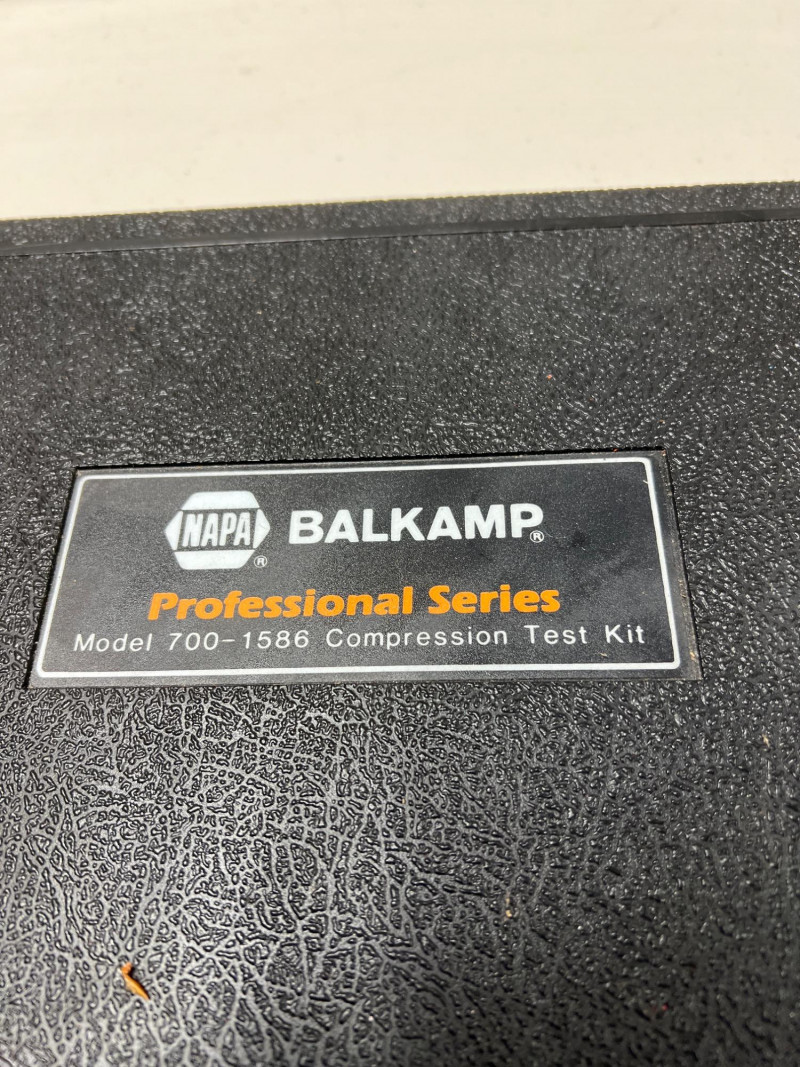 NAPA® BALKAMP®
Professional Series
Model 700-1586 Compression Test Kit